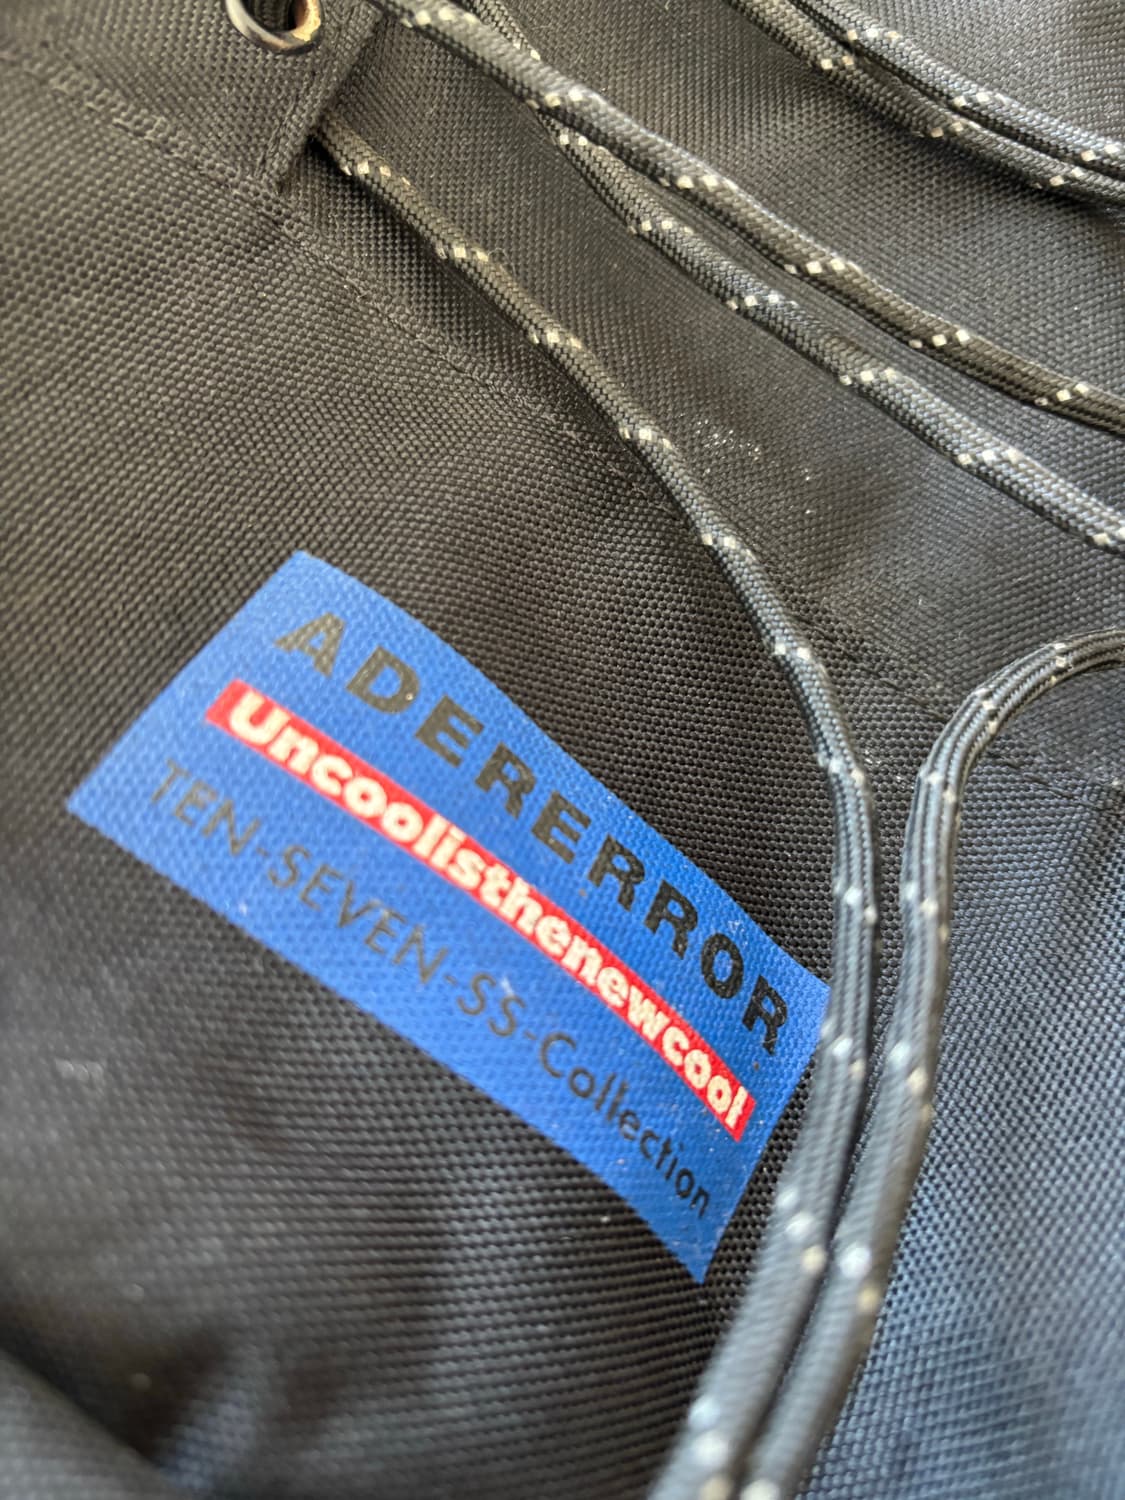 ADERERROR
Uncoolisthenewcool
TEN-SEVEN-SS-Collection